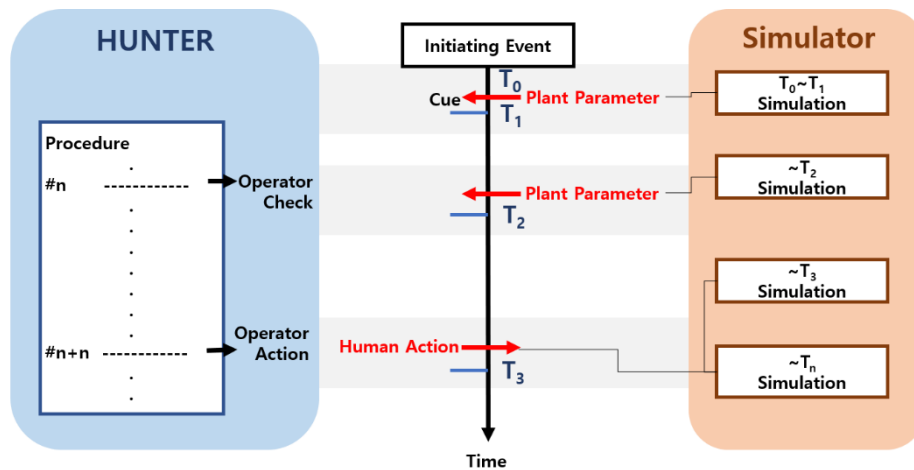 HUNTER
Initiating Event
Simulator
T₀
Cue
Plant Parameter
T₁
T₀~T₁
Simulation
Procedure
#n
Operator
Check
Plant Parameter
T₂
~T₂
Simulation
~T₃
Simulation
#n+n
Operator
Action
Human Action
T₃
~Tₙ
Simulation
Time